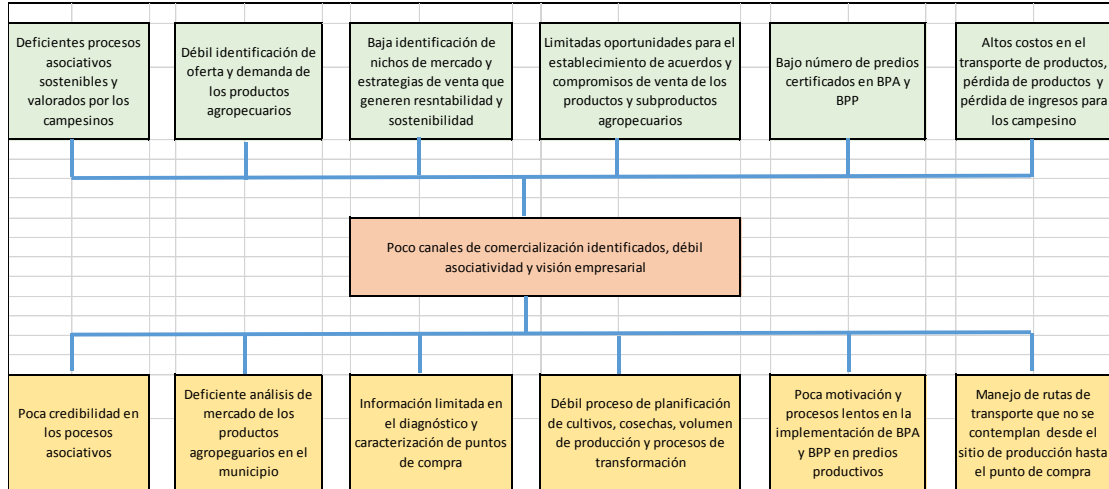 Deficientes procesos
asociativos
sostenibles y
valorados por los
campesinos
Débil identificación de
oferta y demanda de
los productos
agropecuarios
Baja identificación de
nichos de mercado y
estrategias de venta que
generen resntabilidad y
sostenibilidad
Limitadas oportunidades para el
establecimiento de acuerdos y
compromisos de venta de los
productos y subproductos
agropecuarios
Bajo número de predios
certificados en BPA y
BPP
Altos costos en el
transporte de productos,
pérdida de productos y
pérdida de ingresos para
los campesino
Poco canales de comercialización identificados, débil
asociatividad y visión empresarial
Poca credibilidad en
los pocesos
asociativos
Deficiente análisis de
mercado de los
productos
agropeguarios en el
municipio
Información limitada en
el diagnóstico y
caracterización de puntos
de compra
Débil proceso de planificación
de cultivos, cosechas, volumen
de producción y procesos de
transformación
Poca motivación y
procesos lentos en la
implementación de BPA
y BPP en predios
productivos
Manejo de rutas de
transporte que no se
contemplan desde el
sitio de producción hasta
el punto de compra